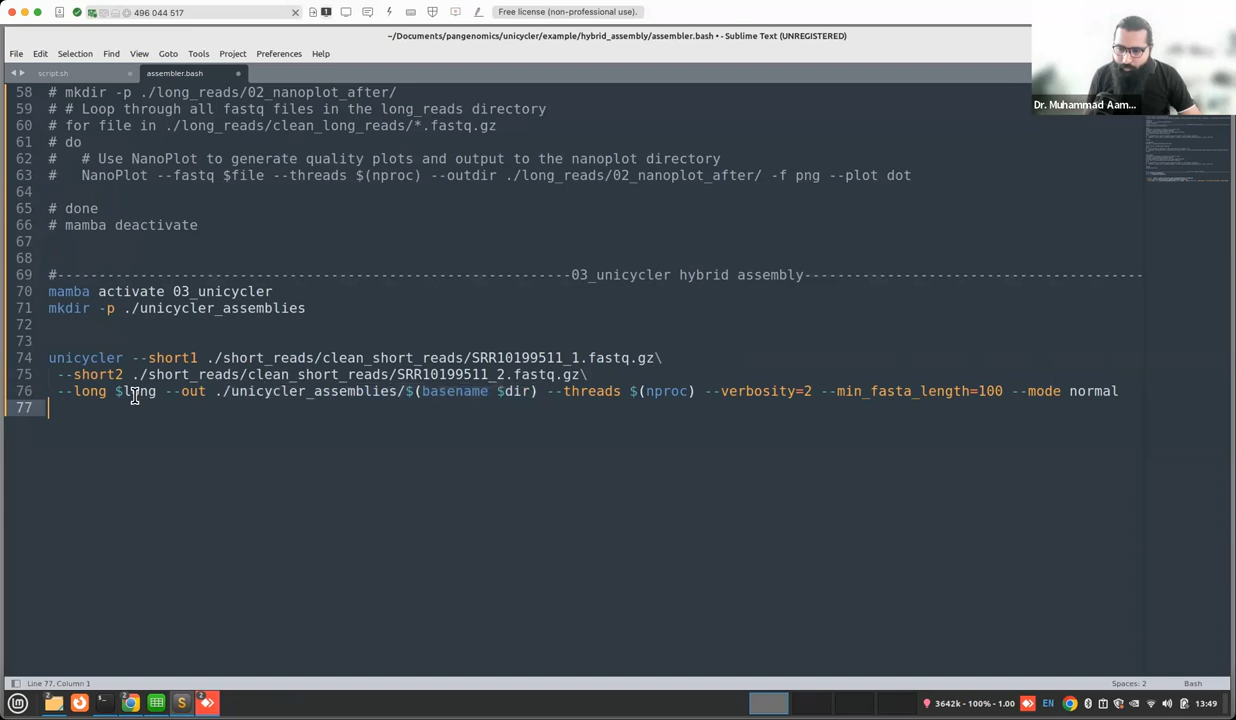 496 044 517
Free license (non-professional use).
~/Documents/pangenomics/unicycler/example/hybrid_assembly/assembler.bash • - Sublime Text (UNREGISTERED)
File Edit Selection Find View Goto Tools Project Preferences Help
script.sh
assembler.bash
Dr. Muhammad Aam...
58 # mkdir -p ./long_reads/02_nanoplot_after/
59 # # Loop through all fastq files in the long_reads directory
60 # for file in ./long_reads/clean_long_reads/*.fastq.gz
61 # do
62 #   # Use NanoPlot to generate quality plots and output to the nanoplot directory
63 #   NanoPlot --fastq $file --threads $(nproc) --outdir ./long_reads/02_nanoplot_after/ -f png --plot dot
64
65 # done
66 # mamba deactivate
67
68
69 #--------------------------------------------------------------03_unicycler hybrid assembly-----------------------------------------
70 mamba activate 03_unicycler
71 mkdir -p ./unicycler_assemblies
72
73
74 unicycler --short1 ./short_reads/clean_short_reads/SRR10199511_1.fastq.gz\
75  --short2 ./short_reads/clean_short_reads/SRR10199511_2.fastq.gz\
76  --long $long --out ./unicycler_assemblies/$(basename $dir) --threads $(nproc) --verbosity=2 --min_fasta_length=100 --mode normal
77
Line 77, Column 1
Spaces: 2
Bash
3642k - 100% - 1.00
EN
13:49